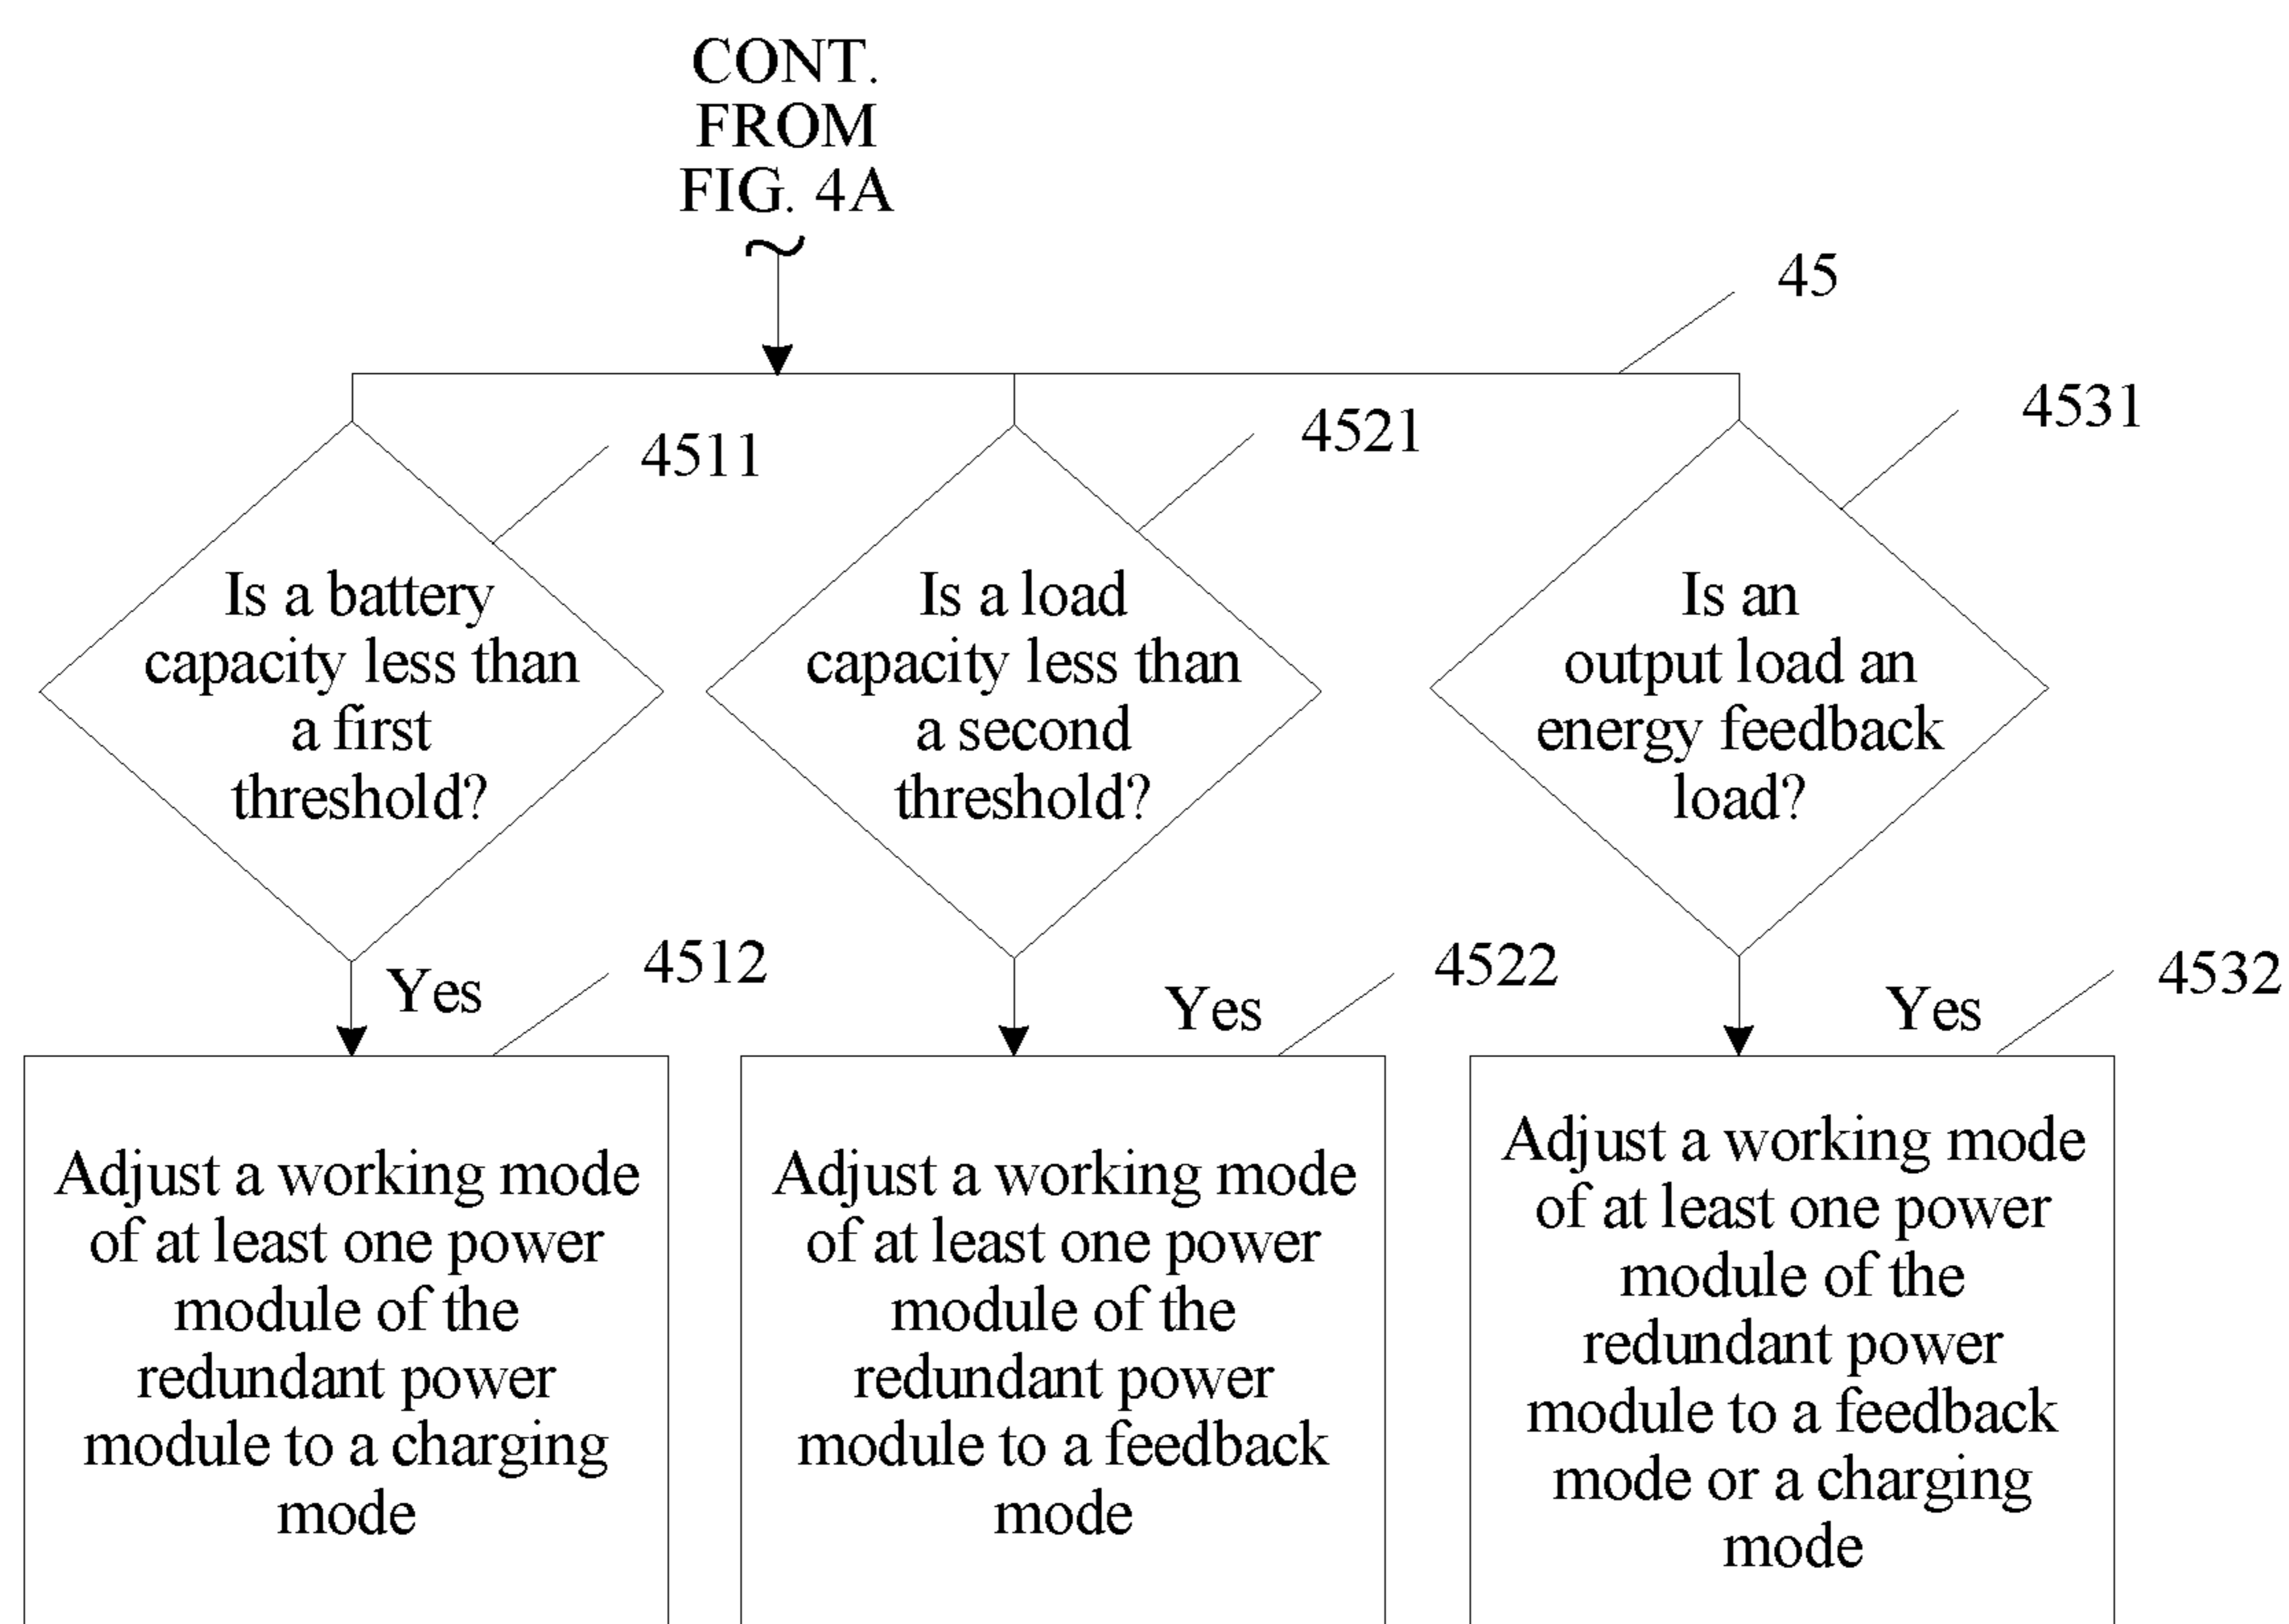 CONT.
FROM
FIG. 4A
45
4511
4521
4531
Is a battery
capacity less than
a first
threshold?
Is a load
capacity less than
a second
threshold?
Is an
output load an
energy feedback
load?
Yes
4512
Yes
4522
Yes
4532
Adjust a working mode
of at least one power
module of the
redundant power
module to a charging
mode
Adjust a working mode
of at least one power
module of the
redundant power
module to a feedback
mode
Adjust a working mode
of at least one power
module of the
redundant power
module to a feedback
mode or a charging
mode